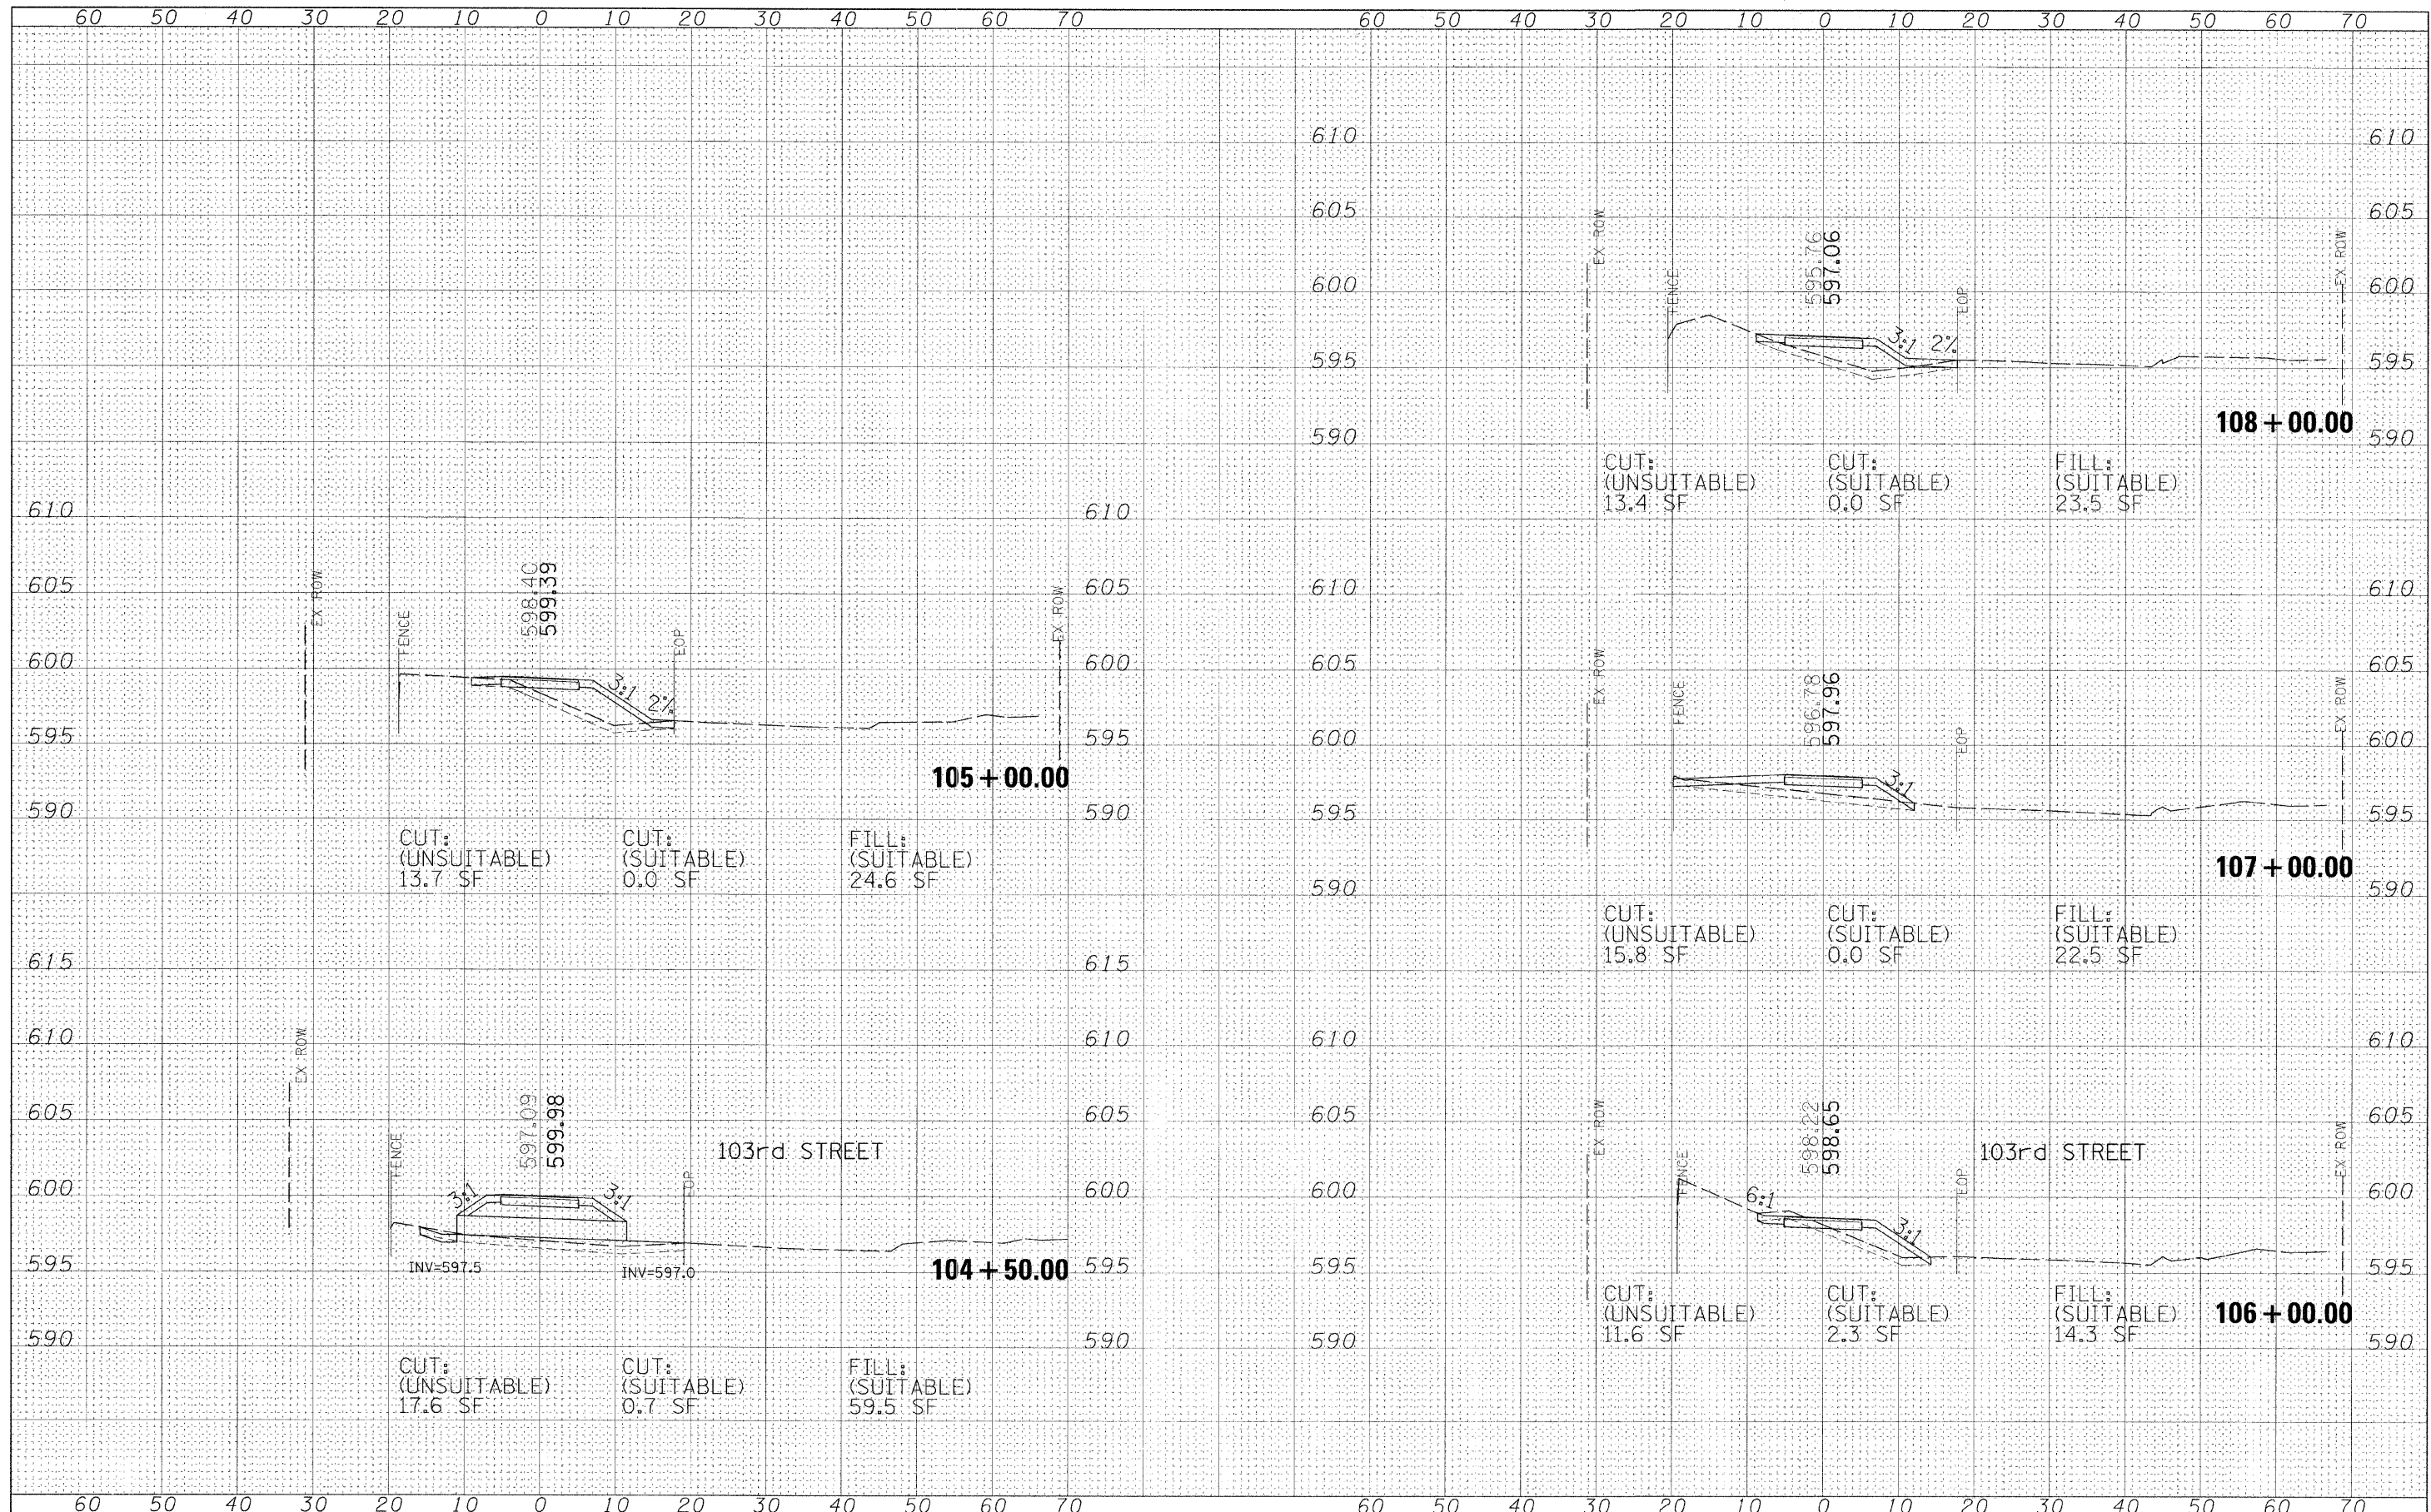 60 50 40 30 20 10 0 10 20 30 40 50 60 70 60 50 40 30 20 10 0 10 20 30 40 50 60 70
610 610
605 605
EX ROW
EX ROW
595.76
597.06
600 600
FENCE
EOP
3:1 2%
595 595
108+00.00
590 590
CUT: CUT: FILL:
(UNSUITABLE) (SUITABLE) (SUITABLE)
13.4 SF 0.0 SF 23.5 SF
610 610
605 605
EX ROW
EX ROW
598.40
599.39
600 600
FENCE
EOP
3:1 2%
595 595
105+00.00
590 590
CUT: CUT: FILL:
(UNSUITABLE) (SUITABLE) (SUITABLE)
13.7 SF 0.0 SF 24.6 SF
610 610
605 605
EX ROW
EX ROW
596.78
597.96
600 600
FENCE
EOP
3:1
595 595
107+00.00
590 590
CUT: CUT: FILL:
(UNSUITABLE) (SUITABLE) (SUITABLE)
15.8 SF 0.0 SF 22.5 SF
615 615
610 610
EX ROW
605 605
597.09
599.98
103rd STREET
FENCE
EOP
600 600
3:1 3:1
595 595
INV=597.5 INV=597.0
104+50.00
590 590
CUT: CUT: FILL:
(UNSUITABLE) (SUITABLE) (SUITABLE)
17.6 SF 0.7 SF 59.5 SF
610 610
605 605
EX ROW
EX ROW
598.22
598.65
103rd STREET
FENCE
EOP
600 600
6:1 3:1
595 595
CUT: CUT: FILL:
(UNSUITABLE) (SUITABLE) (SUITABLE)
11.6 SF 2.3 SF 14.3 SF
106+00.00
590 590
60 50 40 30 20 10 0 10 20 30 40 50 60 70 60 50 40 30 20 10 0 10 20 30 40 50 60 70